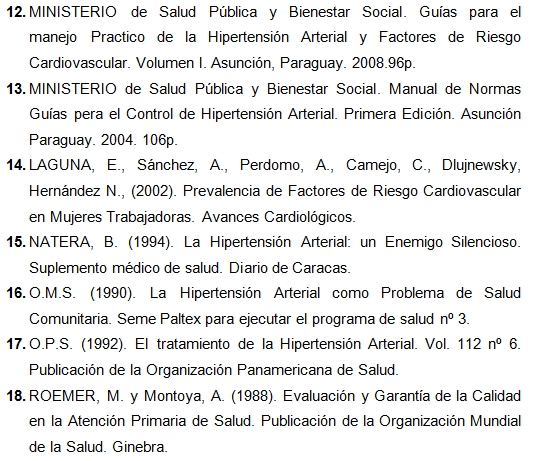 12. MINISTERIO de Salud Pública y Bienestar Social. Guías para el
manejo Practico de la Hipertensión Arterial y Factores de Riesgo
Cardiovascular. Volumen I. Asunción, Paraguay. 2008.96p.
13. MINISTERIO de Salud Pública y Bienestar Social. Manual de Normas
Guías pera el Control de Hipertensión Arterial. Primera Edición. Asunción
Paraguay. 2004. 106p.
14. LAGUNA, E., Sánchez, A., Perdomo, A., Camejo, C., Dlujnewsky,
Hernández N., (2002). Prevalencia de Factores de Riesgo Cardiovascular
en Mujeres Trabajadoras. Avances Cardiológicos.
15. NATERA, B. (1994). La Hipertensión Arterial: un Enemigo Silencioso.
Suplemento médico de salud. Diario de Caracas.
16. O.M.S. (1990). La Hipertensión Arterial como Problema de Salud
Comunitaria. Seme Paltex para ejecutar el programa de salud nº 3.
17. O.P.S. (1992). El tratamiento de la Hipertensión Arterial. Vol. 112 nº 6.
Publicación de la Organización Panamericana de Salud.
18. ROEMER, M. y Montoya, A. (1988). Evaluación y Garantía de la Calidad
en la Atención Primaria de Salud. Publicación de la Organización Mundial
de la Salud. Ginebra.